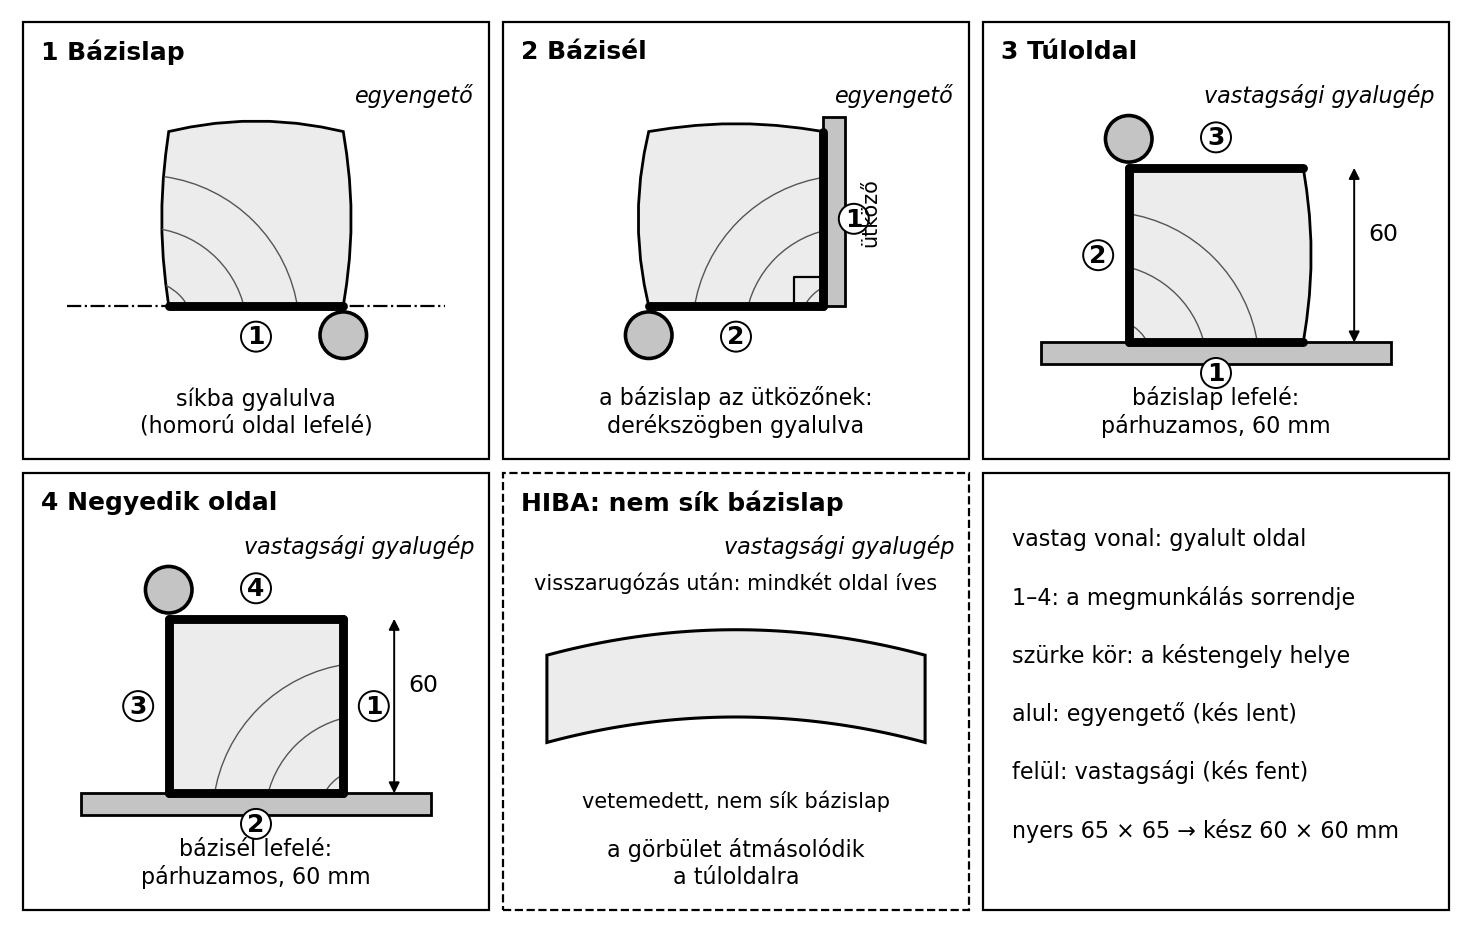 1 Bázislap
egyengető
1
síkba gyalulva
(homorú oldal lefelé)
2 Bázisél
egyengető
1
ütköző
2
a bázislap az ütközőnek:
derékszögben gyalulva
3 Túloldal
vastagsági gyalugép
3
2
60
1
bázislap lefelé:
párhuzamos, 60 mm
4 Negyedik oldal
vastagsági gyalugép
4
3
1
60
2
bázisél lefelé:
párhuzamos, 60 mm
HIBA: nem sík bázislap
vastagsági gyalugép
visszarugózás után: mindkét oldal íves
vetemedett, nem sík bázislap
a görbület átmásolódik
a túloldalra
vastag vonal: gyalult oldal
1–4: a megmunkálás sorrendje
szürke kör: a késtengely helye
alul: egyengető (kés lent)
felül: vastagsági (kés fent)
nyers 65 × 65 → kész 60 × 60 mm